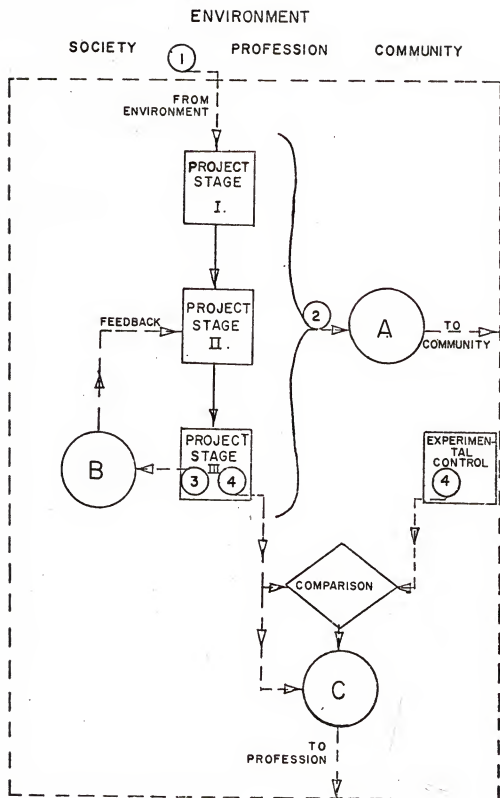 ENVIRONMENT
SOCIETY PROFESSION COMMUNITY
1
FROM
ENVIRONMENT
PROJECT
STAGE
I.
FEEDBACK
PROJECT
STAGE
II.
2
A
TO
COMMUNITY
B
PROJECT
STAGE
III
3 4
EXPERIMEN-
TAL
CONTROL
4
COMPARISON
C
TO
PROFESSION